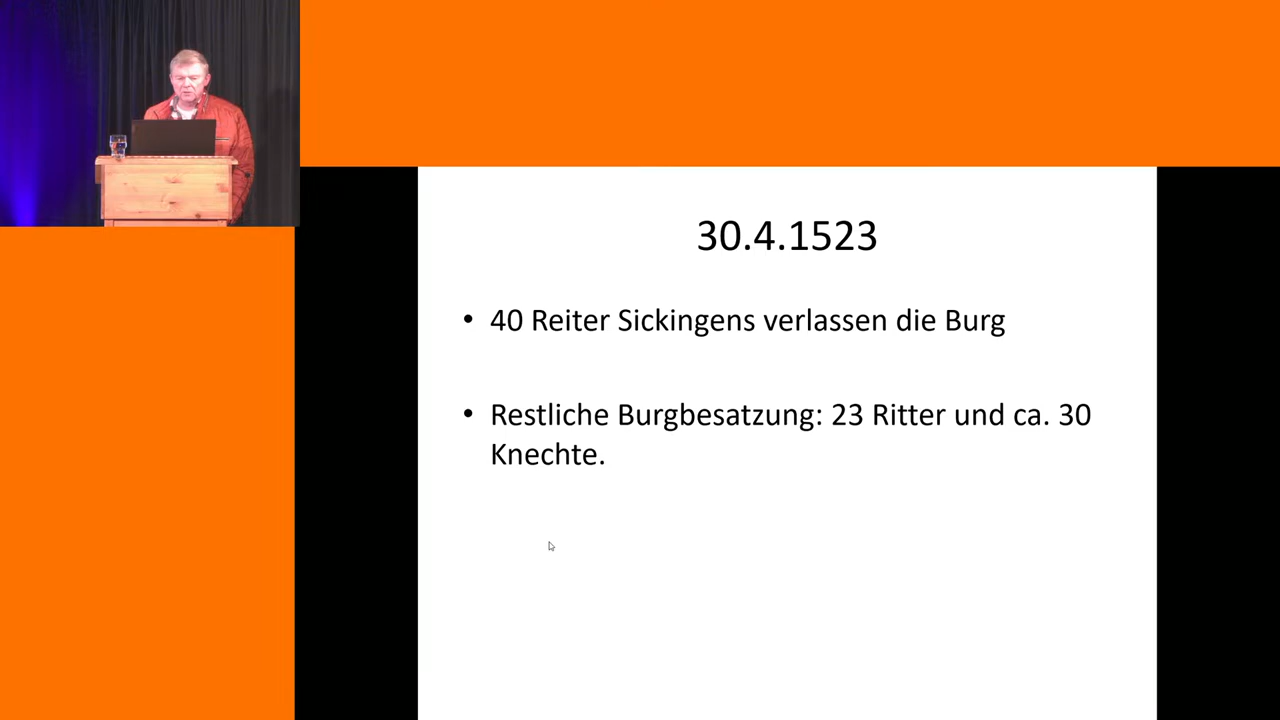 30.4.1523
• 40 Reiter Sickingens verlassen die Burg
• Restliche Burgbesatzung: 23 Ritter und ca. 30
Knechte.